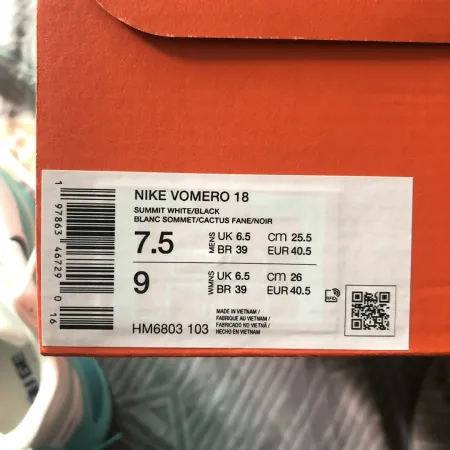 NIKE VOMERO 18
SUMMIT WHITE/BLACK
BLANC SOMMET/CACTUS FANE/NOIR
7.5 MENS UK 6.5 CM 25.5
BR 39 EUR 40.5
9 WMNS UK 6.5 CM 26
BR 39 EUR 40.5
HM6803 103
MADE IN VIETNAM /
FABRIQUE AU VIETNAM /
FABRICADO NO VIETNÃ /
HECHO EN VIETNAM
RFID
1 97863 46729 0 16